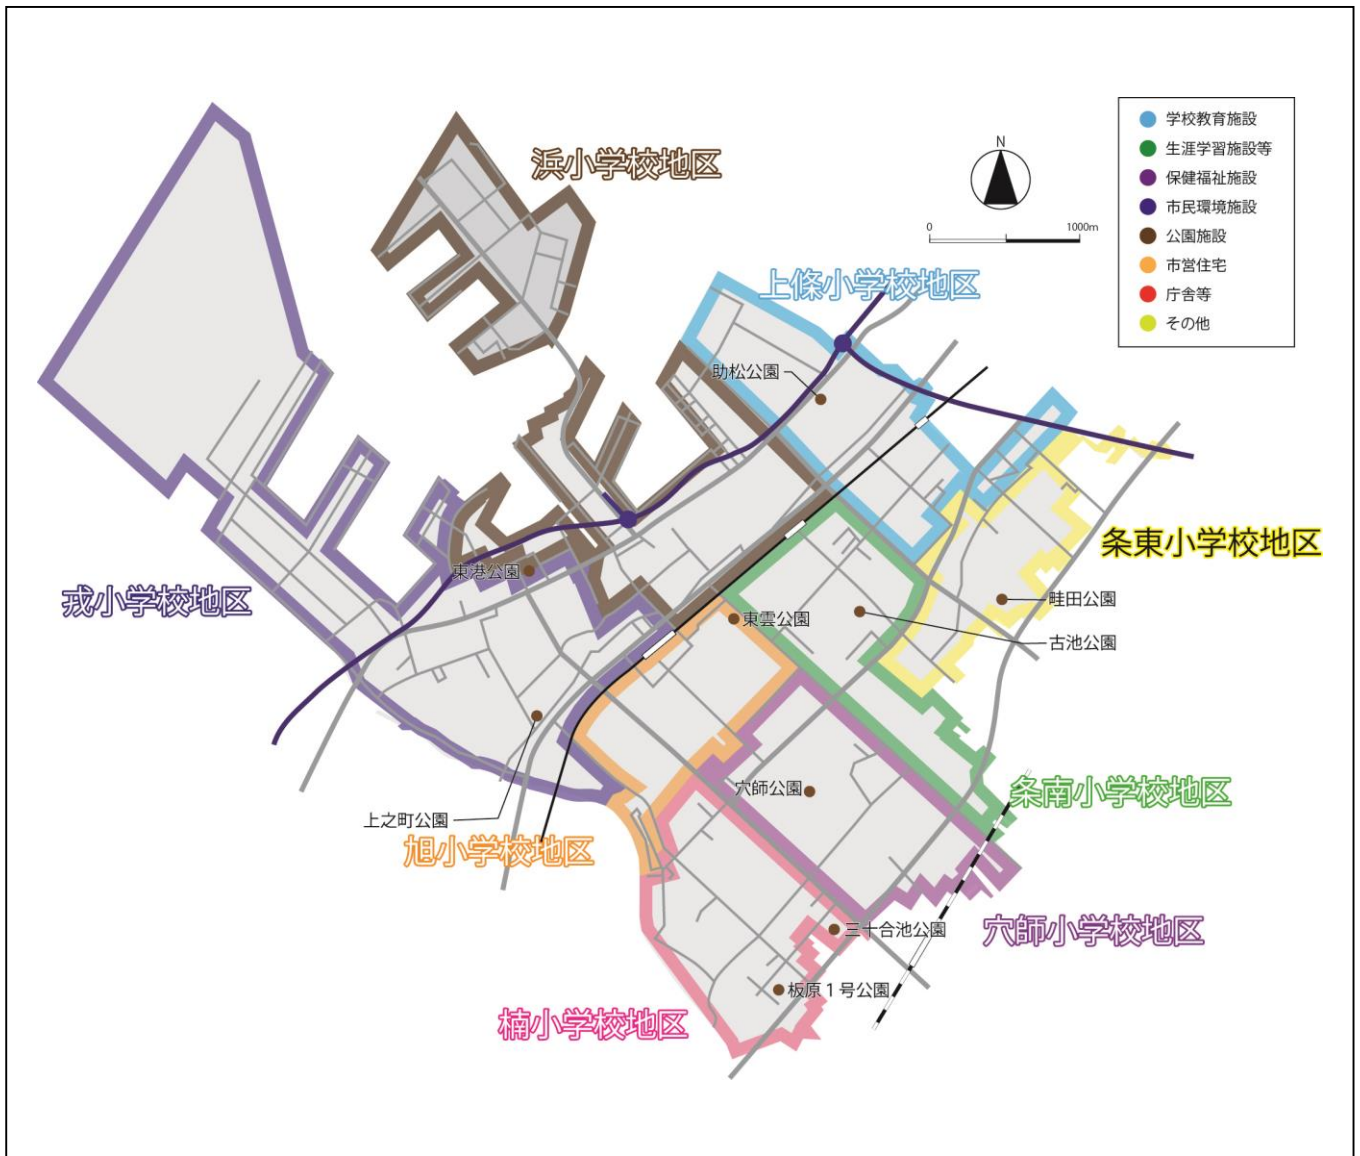 学校教育施設
生涯学習施設等
保健福祉施設
市民環境施設
公園施設
市営住宅
庁舎等
その他
N
0
1000m
浜小学校地区
上條小学校地区
助松公園
条東小学校地区
東港公園
戎小学校地区
畦田公園
東雲公園
古池公園
穴師公園
条南小学校地区
上之町公園
旭小学校地区
三十合池公園
穴師小学校地区
板原1号公園
楠小学校地区